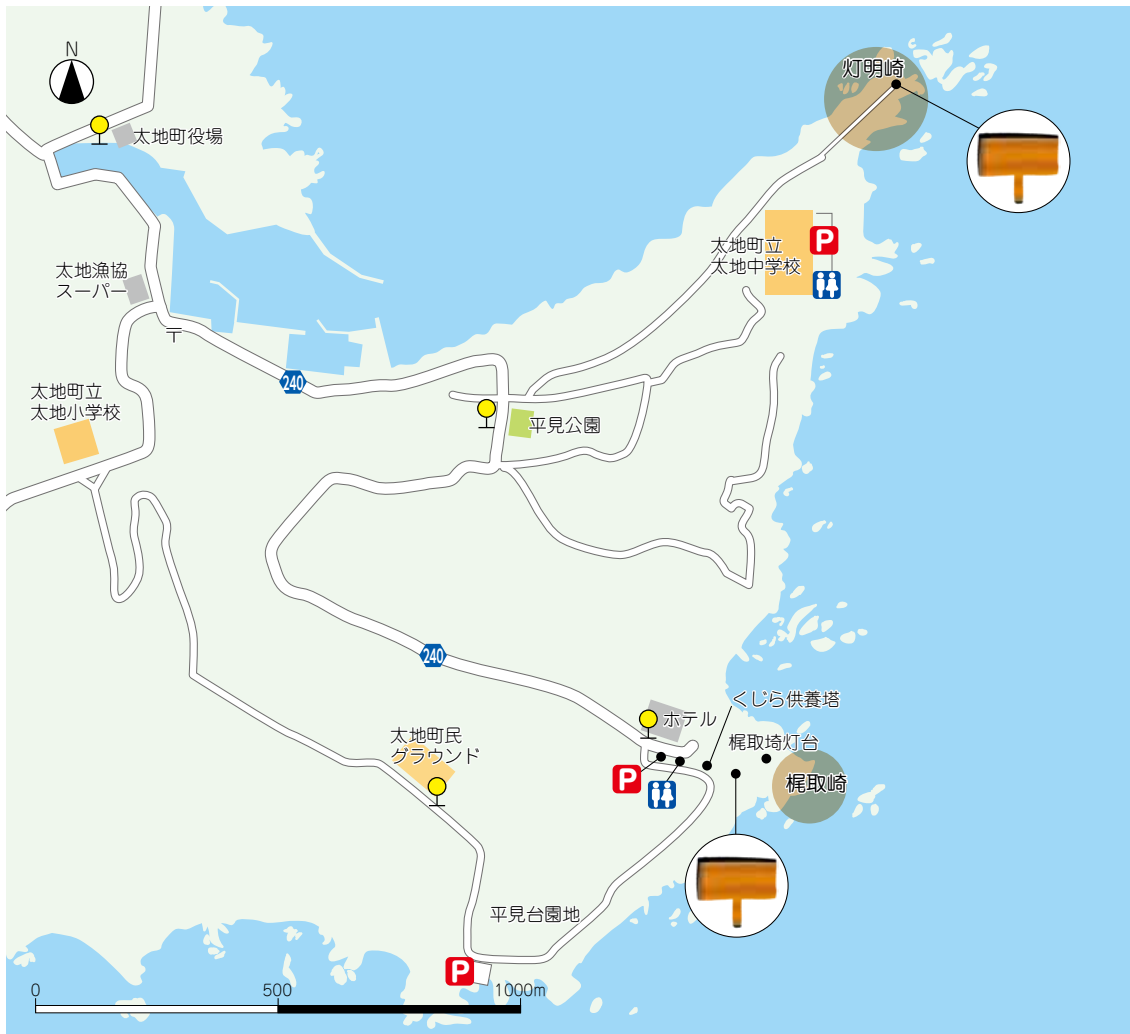 N
灯明崎
太地町役場
太地町立
太地中学校
P
太地漁協
スーパー
〒
240
太地町立
太地小学校
平見公園
240
くじら供養塔
ホテル
梶取埼灯台
太地町民
グラウンド
P
梶取崎
平見台園地
P
0 500 1000m